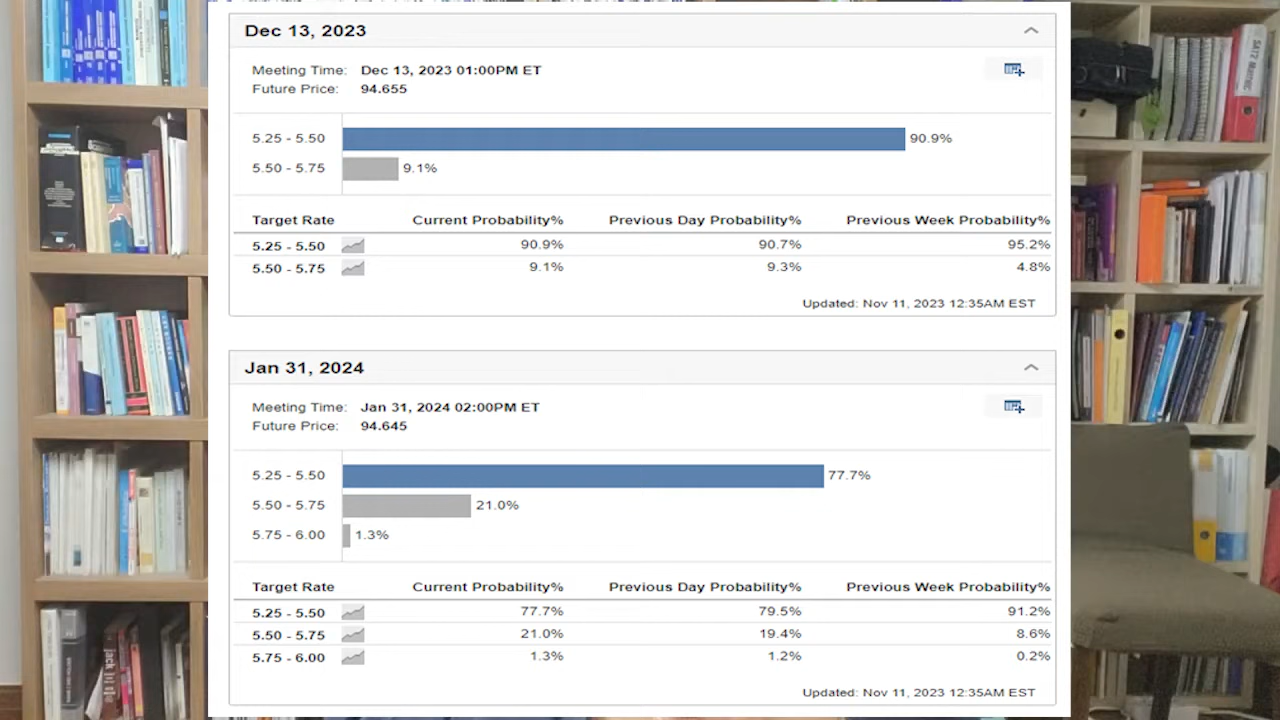 Dec 13, 2023
Meeting Time: Dec 13, 2023 01:00PM ET
Future Price: 94.655
5.25 - 5.50 90.9%
5.50 - 5.75 9.1%
Target Rate Current Probability% Previous Day Probability% Previous Week Probability%
5.25 - 5.50 90.9% 90.7% 95.2%
5.50 - 5.75 9.1% 9.3% 4.8%
Updated: Nov 11, 2023 12:35AM EST
Jan 31, 2024
Meeting Time: Jan 31, 2024 02:00PM ET
Future Price: 94.645
5.25 - 5.50 77.7%
5.50 - 5.75 21.0%
5.75 - 6.00 1.3%
Target Rate Current Probability% Previous Day Probability% Previous Week Probability%
5.25 - 5.50 77.7% 79.5% 91.2%
5.50 - 5.75 21.0% 19.4% 8.6%
5.75 - 6.00 1.3% 1.2% 0.2%
Updated: Nov 11, 2023 12:35AM EST